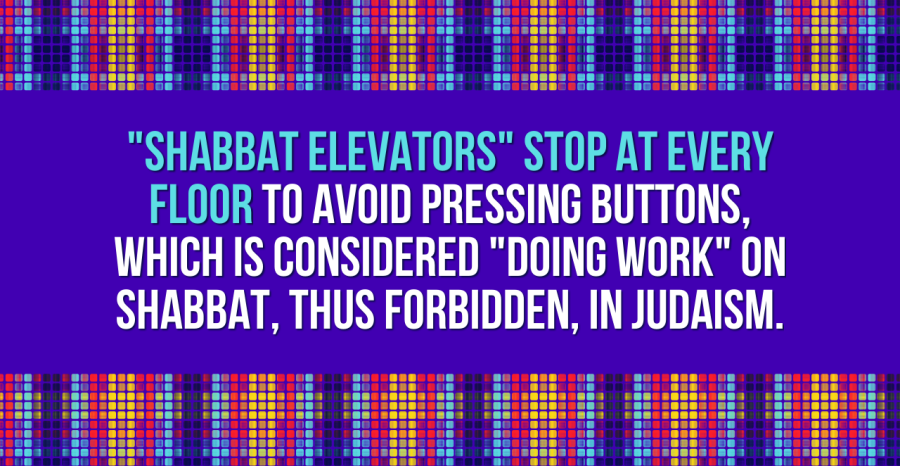 "SHABBAT ELEVATORS" STOP AT EVERY
FLOOR TO AVOID PRESSING BUTTONS,
WHICH IS CONSIDERED "DOING WORK" ON
SHABBAT, THUS FORBIDDEN, IN JUDAISM.